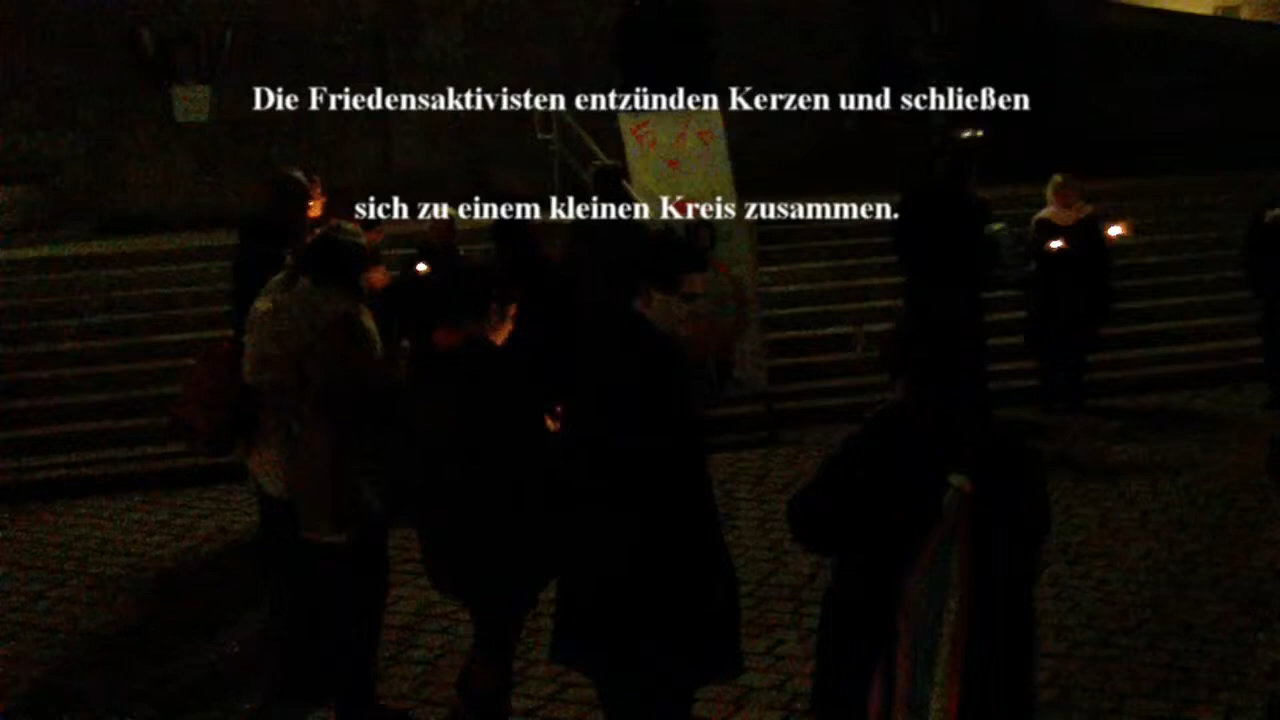 Die Friedensaktivisten entzünden Kerzen und schließen
sich zu einem kleinen Kreis zusammen.